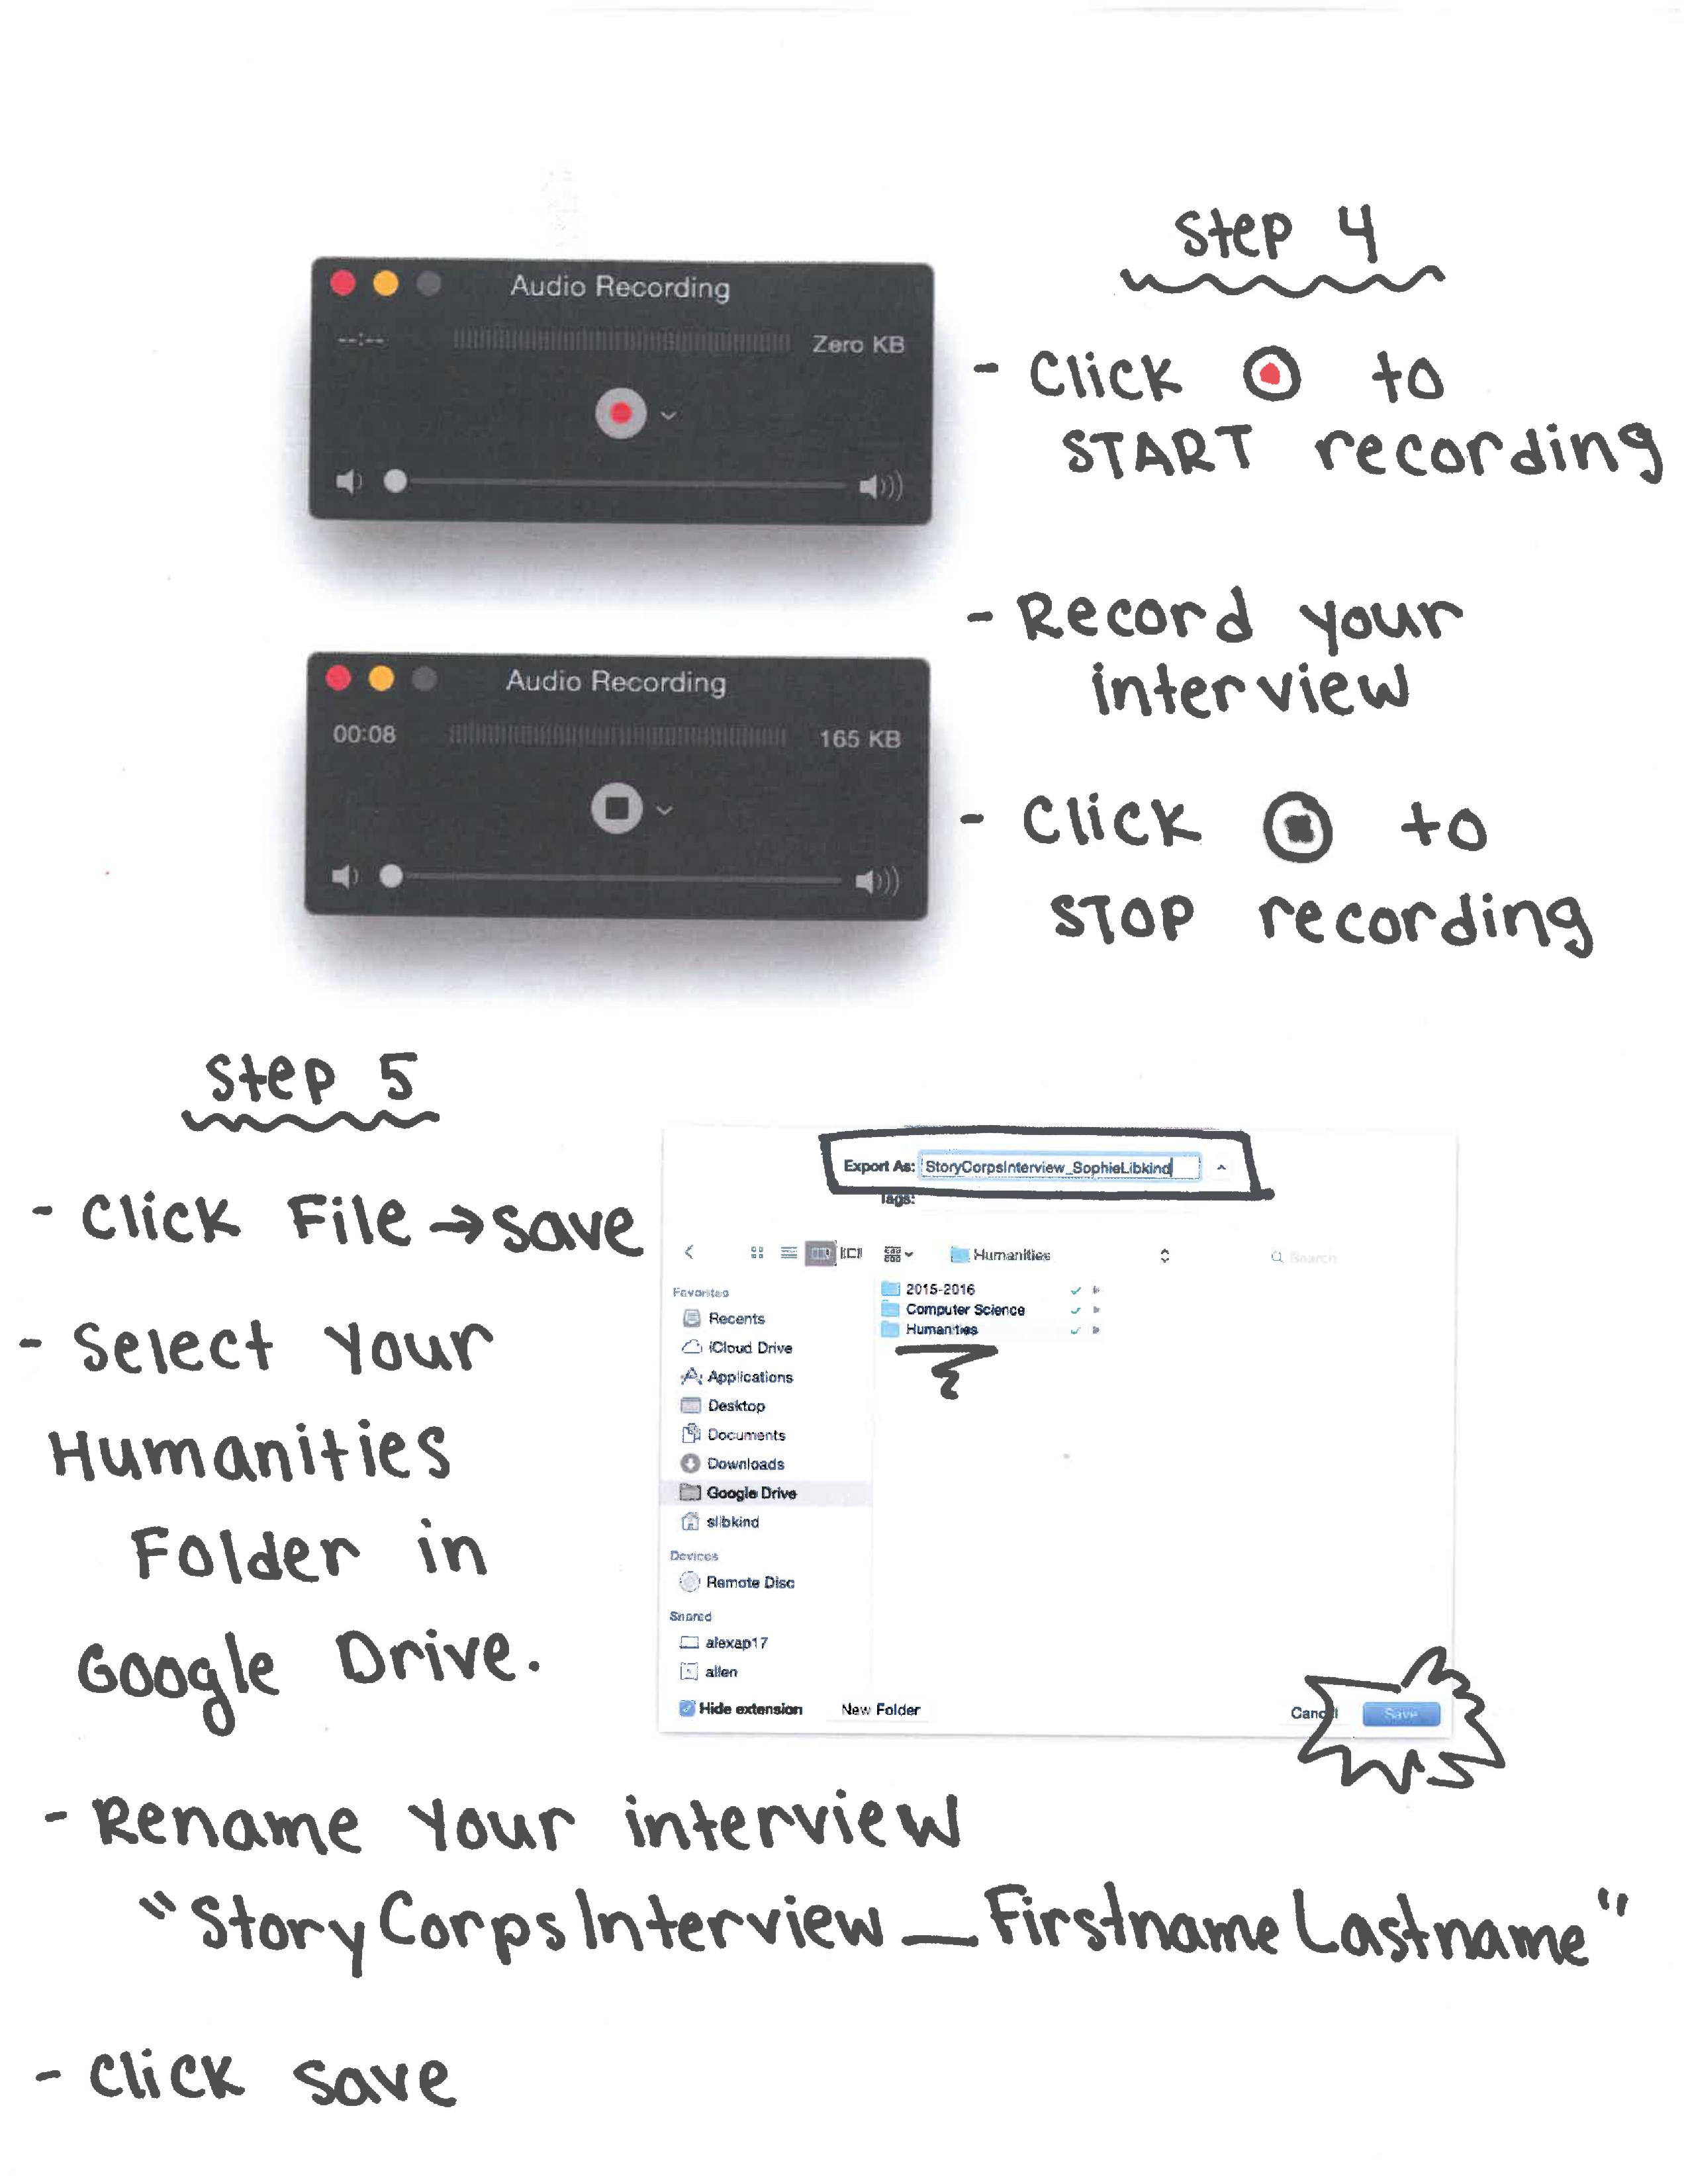 Step 4
Audio Recording
--:-- Zero KB
- Click to
START recording
- Record your
interview
Audio Recording
00:08 165 KB
- Click to
STOP recording
Step 5
- Click File → save
- Select your
Humanities
Folder in
Google Drive.
Export As: StoryCorpsInterview_SophieLibkind
Tags:
Humanities
Search
Favorites
Recents
iCloud Drive
Applications
Desktop
Documents
Downloads
Google Drive
slibkind
Devices
Remote Disc
Shared
alexap17
allen
2015-2016
Computer Science
Humanities
Hide extension New Folder Cancel Save
- Rename your interview
"StoryCorpsInterview_FirstnameLastname"
- Click save